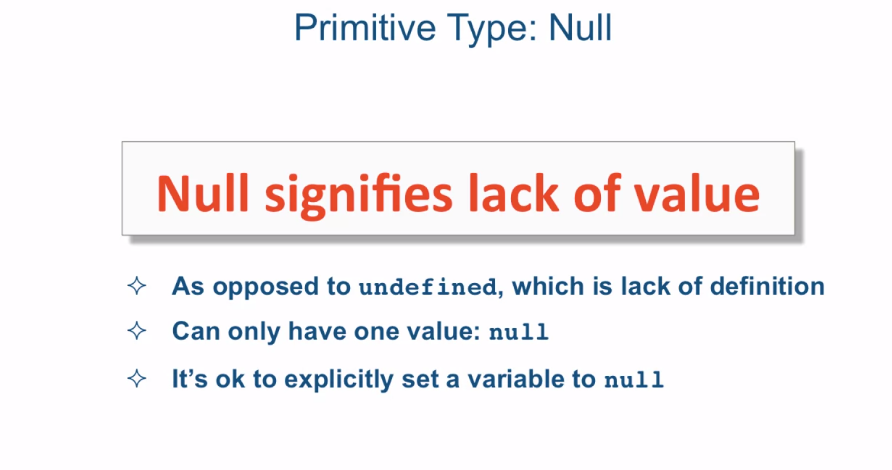 Primitive Type: Null
Null signifies lack of value
As opposed to undefined, which is lack of definition
Can only have one value: null
It's ok to explicitly set a variable to null